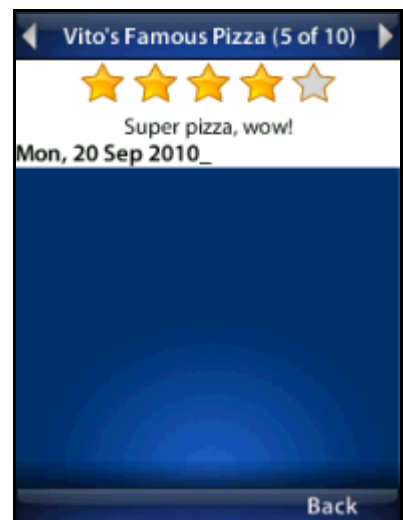 Vito's Famous Pizza (5 of 10)
Super pizza, wow!
Mon, 20 Sep 2010_
Back